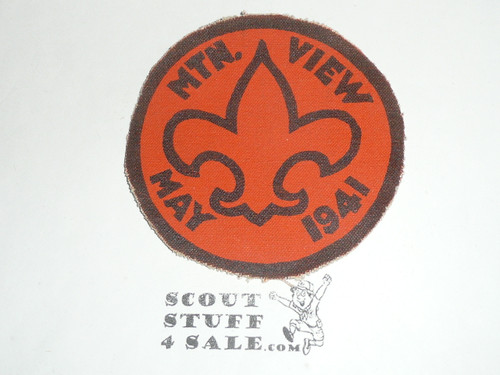 MTN. VIEW
MAY 1941
SCOUT
STUFF
4 SALE.COM